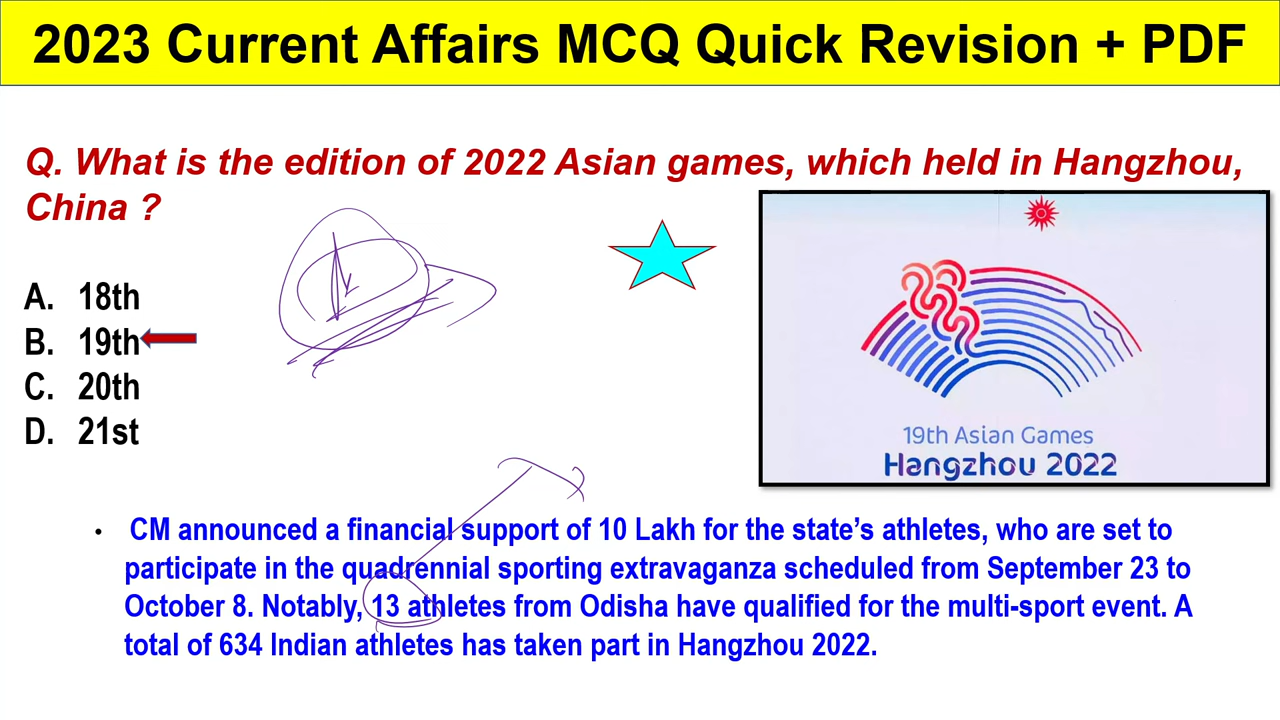 2023 Current Affairs MCQ Quick Revision + PDF
Q. What is the edition of 2022 Asian games, which held in Hangzhou,
China ?
A. 18th
B. 19th
C. 20th
D. 21st
19th Asian Games
Hangzhou 2022
• CM announced a financial support of 10 Lakh for the state’s athletes, who are set to
participate in the quadrennial sporting extravaganza scheduled from September 23 to
October 8. Notably, 13 athletes from Odisha have qualified for the multi-sport event. A
total of 634 Indian athletes has taken part in Hangzhou 2022.